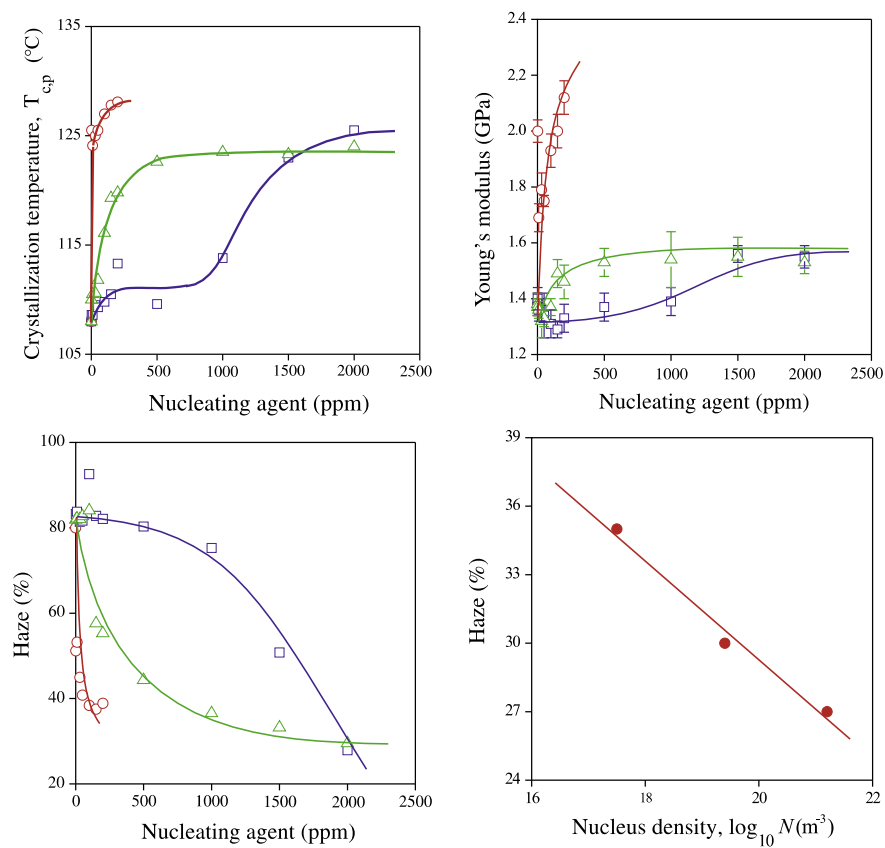 Crystallization temperature, T c,p (°C)
135
125
115
105
0 500 1000 1500 2000 2500
Nucleating agent (ppm)
Young's modulus (GPa)
2.4
2.2
2.0
1.8
1.6
1.4
1.2
0 500 1000 1500 2000 2500
Nucleating agent (ppm)
Haze (%)
100
80
60
40
20
0 500 1000 1500 2000 2500
Nucleating agent (ppm)
Haze (%)
39
36
33
30
27
24
16 18 20 22
Nucleus density, log10 N(m-3)